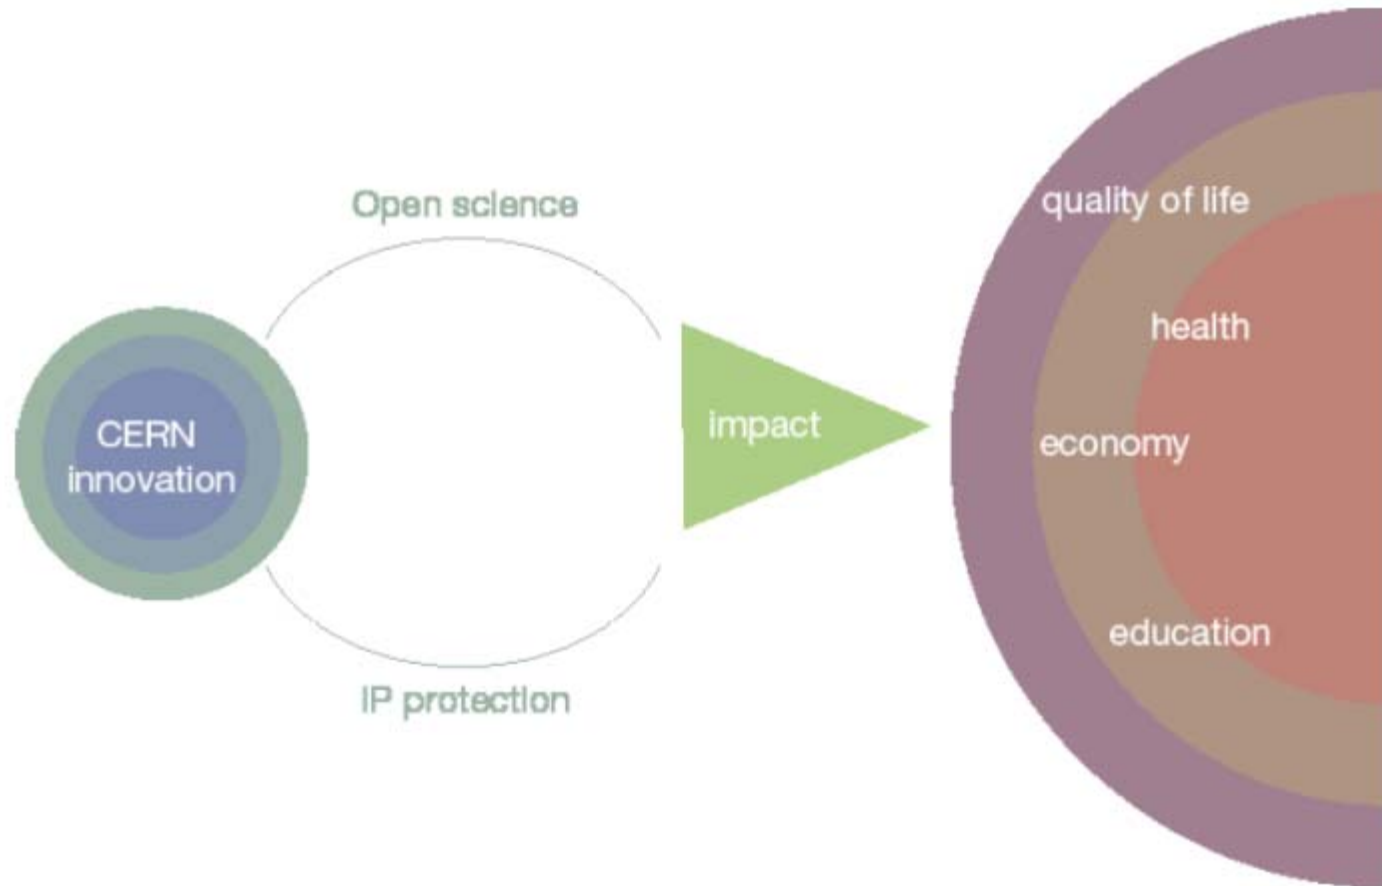 Open science
CERN
innovation
IP protection
impact
quality of life
health
economy
education